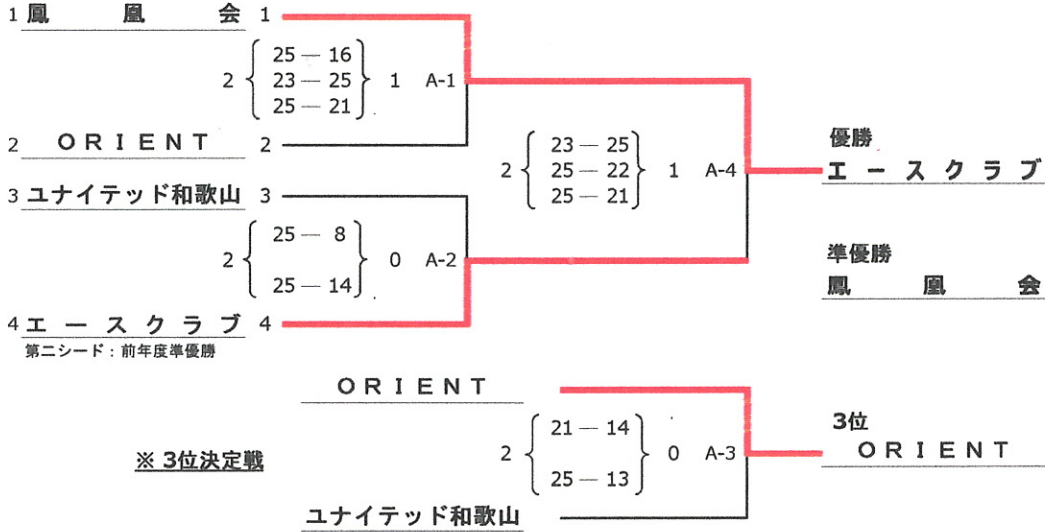 1 鳳凰会 1
25 — 16
2 23 — 25 1 A-1
25 — 21
2 ORIENT 2
3 ユナイテッド和歌山 3
25 — 8
2 0 A-2
25 — 14
4 エースクラブ 4
第二シード：前年度準優勝
23 — 25
2 25 — 22 1 A-4
25 — 21
優勝
エースクラブ
準優勝
鳳凰会
※ 3位決定戦
ORIENT
21 — 14
2 0 A-3
25 — 13
ユナイテッド和歌山
3位
ORIENT